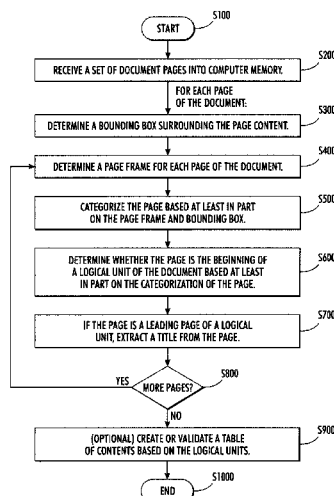 S100
START
S200
RECEIVE A SET OF DOCUMENT PAGES INTO COMPUTER MEMORY.
FOR EACH PAGE
OF THE DOCUMENT:
S300
DETERMINE A BOUNDING BOX SURROUNDING THE PAGE CONTENT.
S400
DETERMINE A PAGE FRAME FOR EACH PAGE OF THE DOCUMENT.
S500
CATEGORIZE THE PAGE BASED AT LEAST IN PART
ON THE PAGE FRAME AND BOUNDING BOX.
S600
DETERMINE WHETHER THE PAGE IS THE BEGINNING OF
A LOGICAL UNIT OF THE DOCUMENT BASED AT LEAST
IN PART ON THE CATEGORIZATION OF THE PAGE.
S700
IF THE PAGE IS A LEADING PAGE OF A LOGICAL
UNIT, EXTRACT A TITLE FROM THE PAGE.
S800
YES
MORE PAGES?
NO
S900
(OPTIONAL) CREATE OR VALIDATE A TABLE
OF CONTENTS BASED ON THE LOGICAL UNITS.
S1000
END